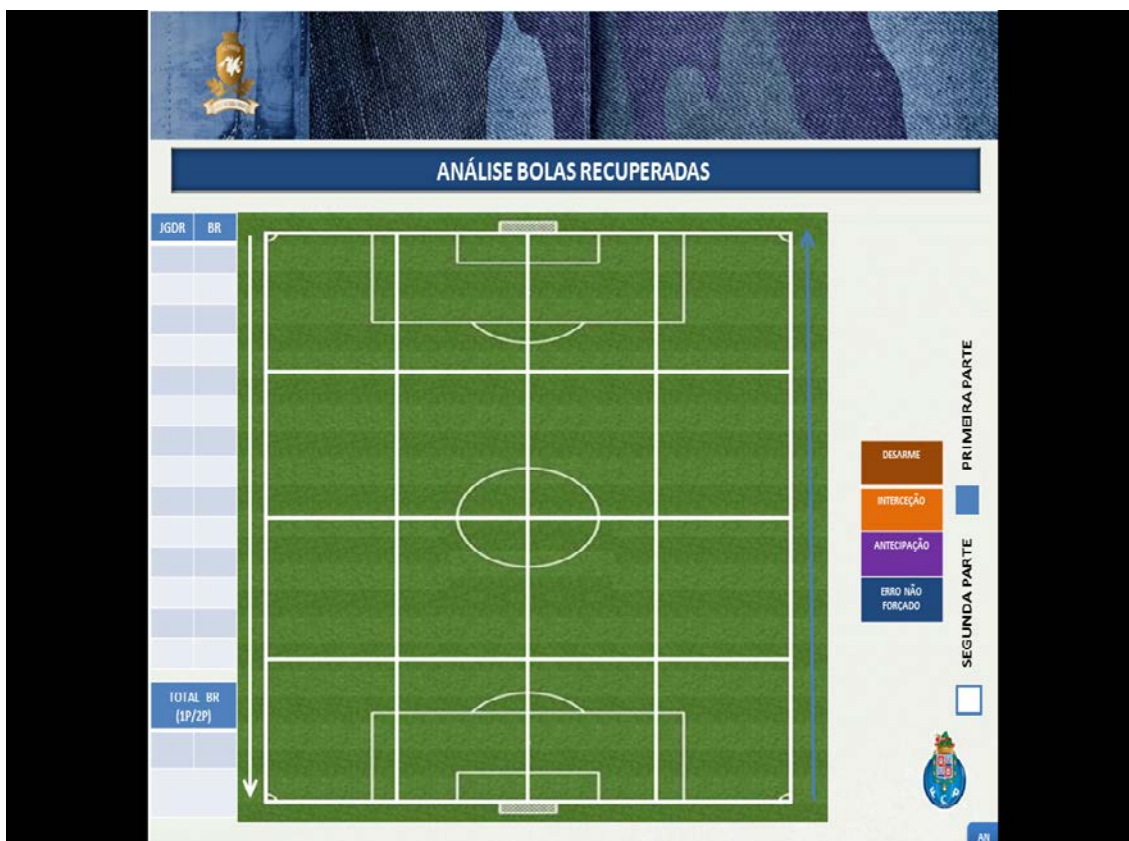 ANÁLISE BOLAS RECUPERADAS
JGDR BR
DESARME
INTERCEÇÃO
ANTECIPAÇÃO
ERRO NÃO
FORÇADO
PRIMEIRA PARTE
SEGUNDA PARTE
TOTAL BR
(1P/2P)
F C P
AN